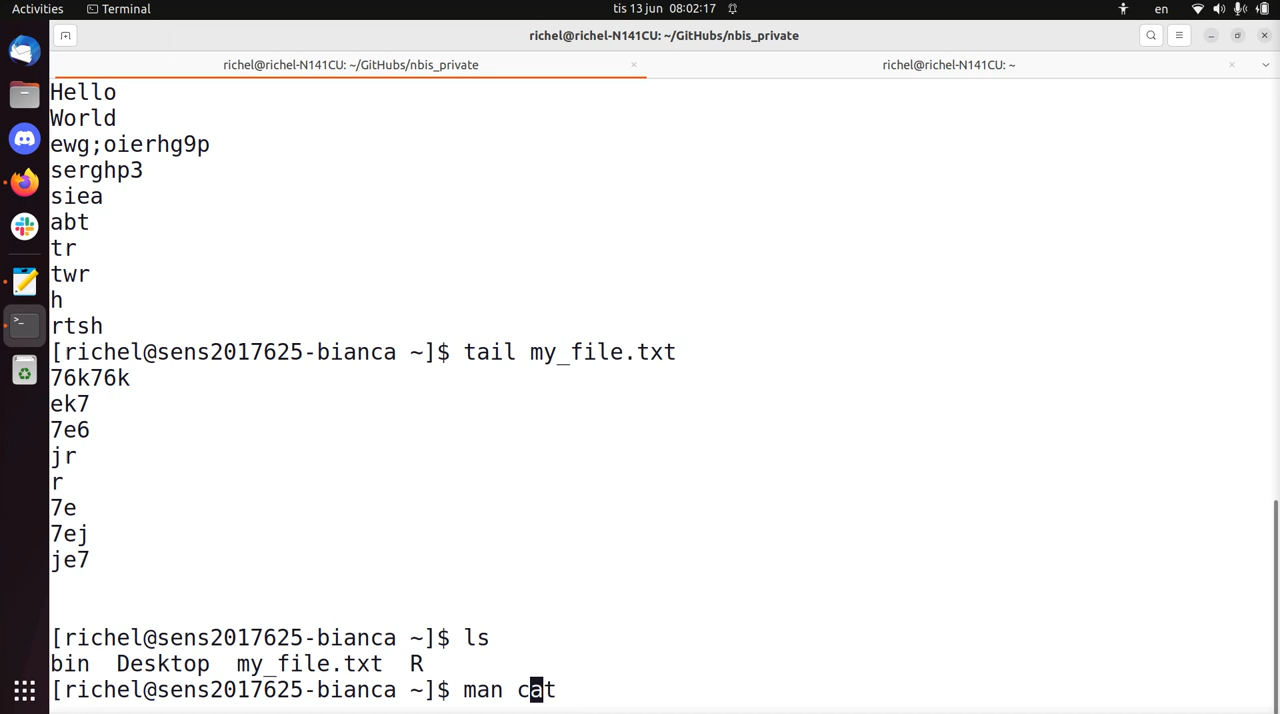 Activities Terminal tis 13 jun 08:02:17 en
richel@richel-N141CU: ~/GitHubs/nbis_private
richel@richel-N141CU: ~/GitHubs/nbis_private × richel@richel-N141CU: ~ ×
Hello
World
ewg;oierhg9p
serghp3
siea
abt
tr
twr
h
rtsh
[richel@sens2017625-bianca ~]$ tail my_file.txt
76k76k
ek7
7e6
jr
r
7e
7ej
je7
[richel@sens2017625-bianca ~]$ ls
bin Desktop my_file.txt R
[richel@sens2017625-bianca ~]$ man cat